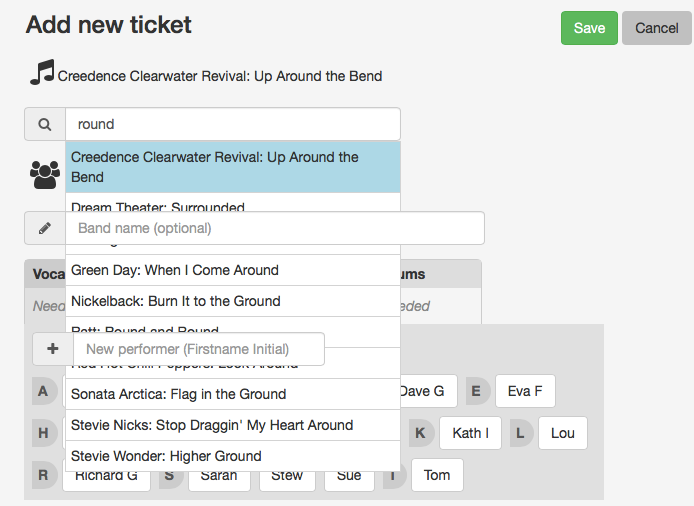 Add new ticket
Save
Cancel
Creedence Clearwater Revival: Up Around the Bend
round
Creedence Clearwater Revival: Up Around the
Bend
Dream Theater: Surrounded
Band name (optional)
Green Day: When I Come Around
Voca
ums
Nickelback: Burn It to the Ground
Need
eded
Ratt: Round and Round
New performer (Firstname Initial)
Red Hot Chili Peppers: Look Around
A
Sonata Arctica: Flag in the Ground
Dave G
E
Eva F
H
Stevie Nicks: Stop Draggin' My Heart Around
K
Kath I
L
Lou
Stevie Wonder: Higher Ground
R
Richard G
S
Sarah
Stew
Sue
T
Tom